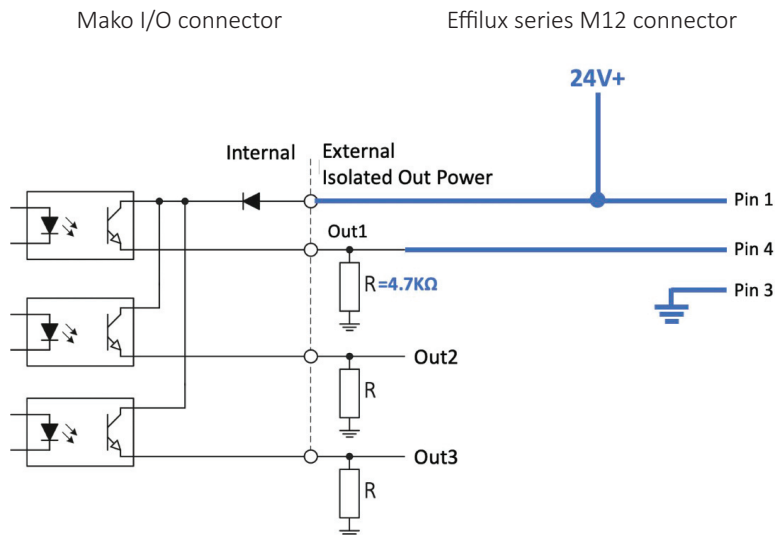 Mako I/O connector
Effilux series M12 connector
24V+
Internal
External
Isolated Out Power
Pin 1
Out1
Pin 4
R=4.7KΩ
Pin 3
Out2
R
Out3
R